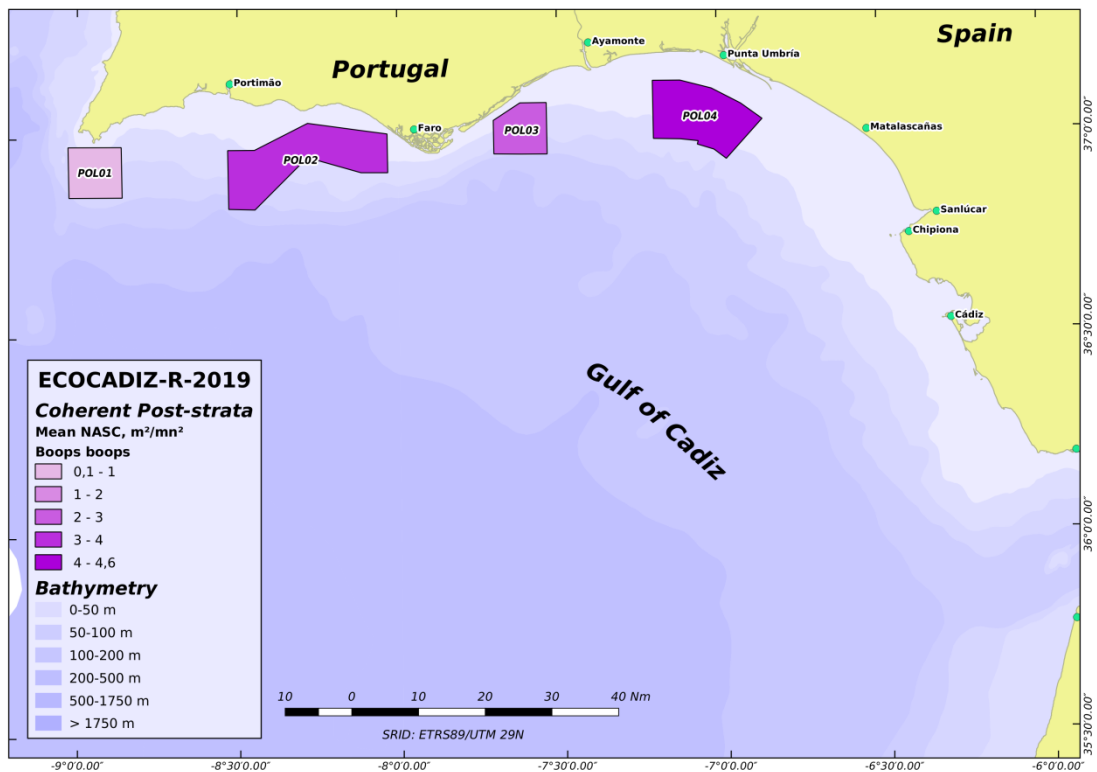 Spain
Portugal
Ayamonte
Punta Umbría
Portimão
Faro
Matalascañas
POL01
POL02
POL03
POL04
Sanlúcar
Chipiona
Cádiz
Gulf of Cadiz
37°0'0.00″
36°30'0.00″
36°0'0.00″
35°30'0.00″
ECOCADIZ-R-2019
Coherent Post-strata
Mean NASC, m²/mn²
Boops boops
0,1 - 1
1 - 2
2 - 3
3 - 4
4 - 4,6
Bathymetry
0-50 m
50-100 m
100-200 m
200-500 m
500-1750 m
> 1750 m
10 0 10 20 30 40 Nm
SRID: ETRS89/UTM 29N
-9°0'0.00″ -8°30'0.00″ -8°0'0.00″ -7°30'0.00″ -7°0'0.00″ -6°30'0.00″ -6°0'0.00″